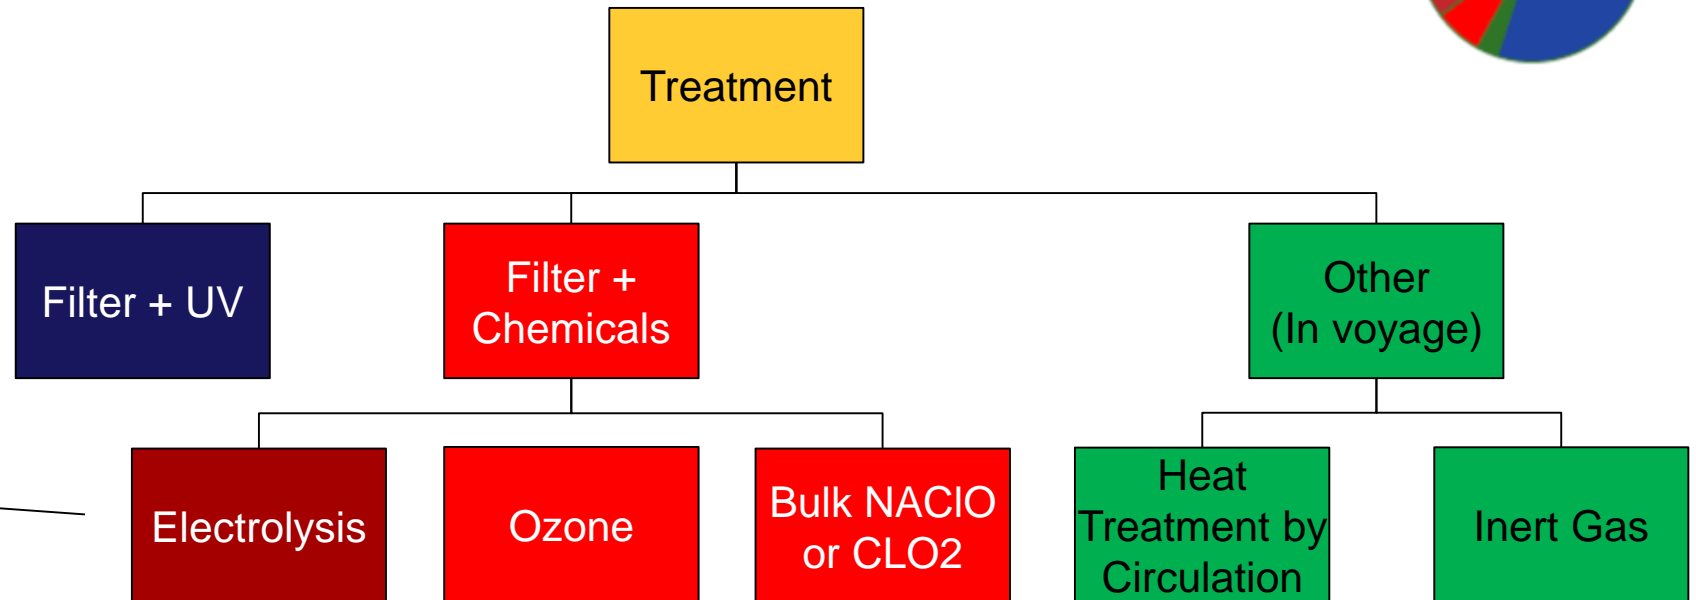 Treatment
Filter + UV
Filter +
Chemicals
Other
(In voyage)
Electrolysis
Ozone
Bulk NACIO
or CLO2
Heat
Treatment by
Circulation
Inert Gas